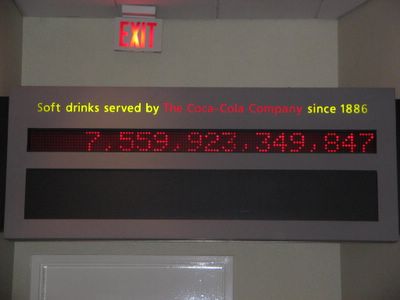 EXIT
Soft drinks served by The Coca-Cola Company since 1886
7,559,923,349,847